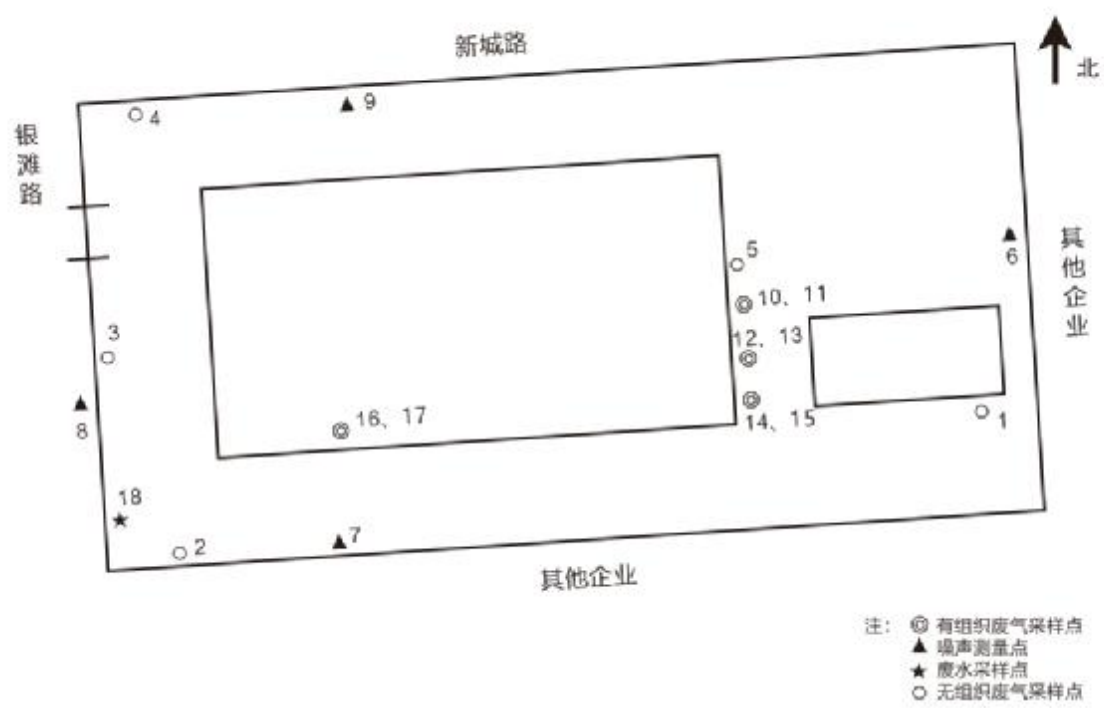 新城路
北
银滩路
4
9
5
6
其他企业
10、11
3
12、13
8
16、17
14、15
1
18
2
7
其他企业
注：
◎ 有组织废气采样点
▲ 噪声测量点
★ 废水采样点
○ 无组织废气采样点